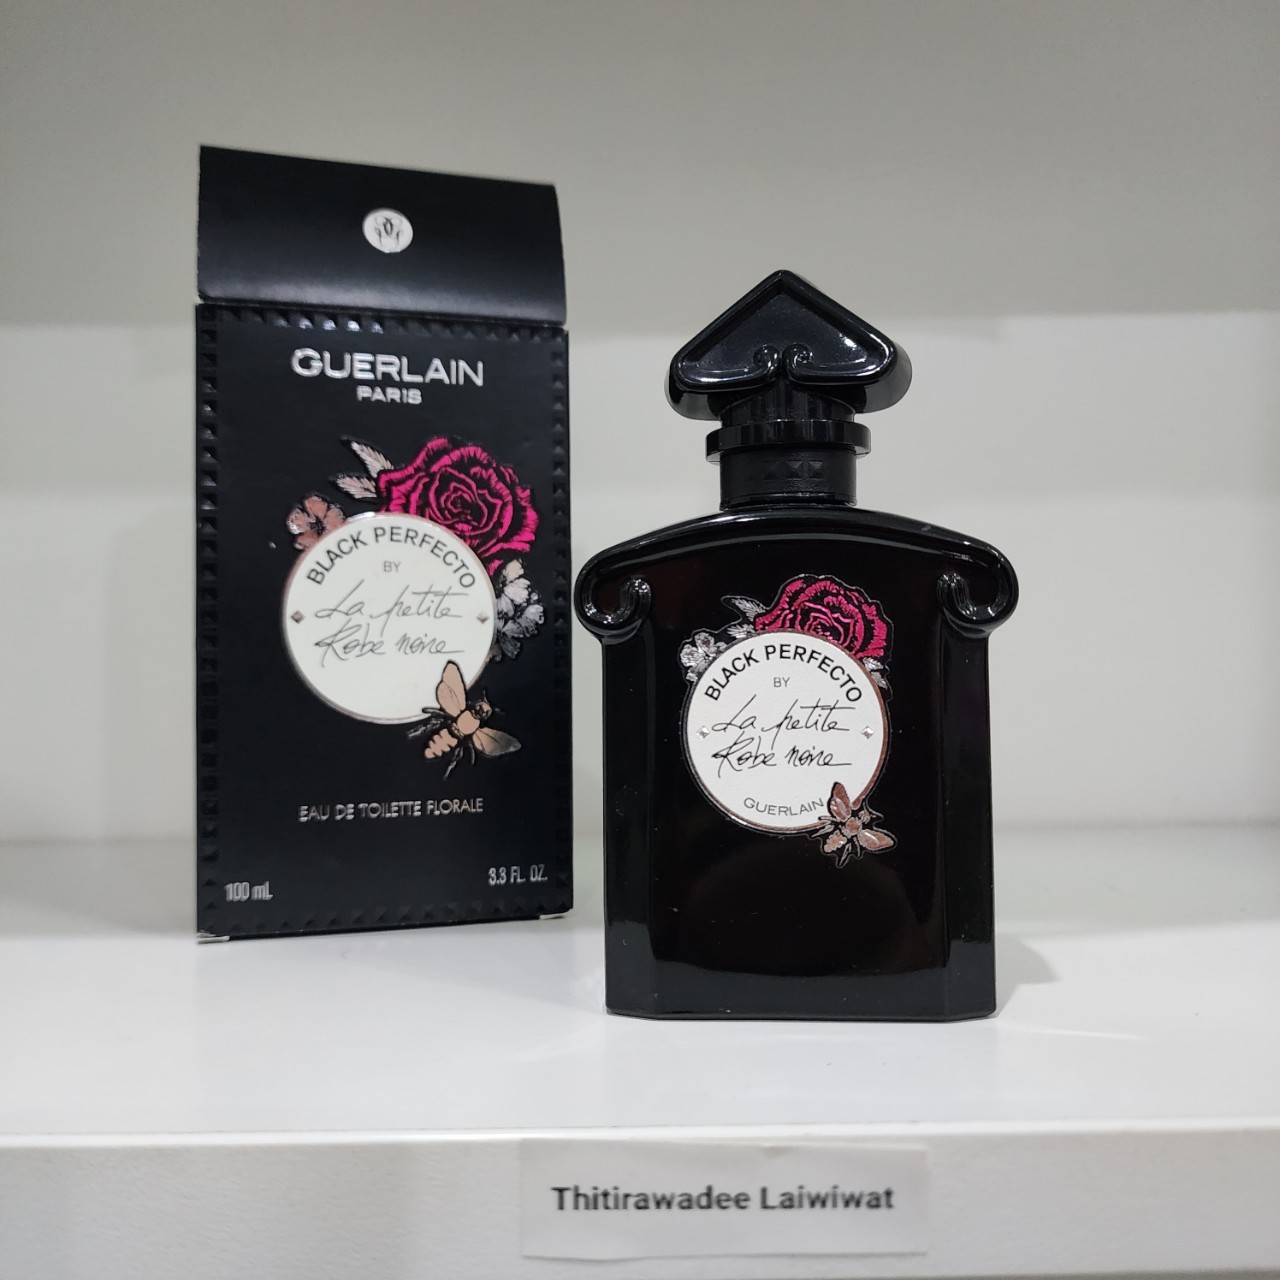 GUERLAIN
PARIS
BLACK PERFECTO
BY
La petite
Robe noire
EAU DE TOILETTE FLORALE
100 mL
3.3 FL. OZ.
BLACK PERFECTO
BY
La petite
Robe noire
GUERLAIN
Thitirawadee Laiwiwat